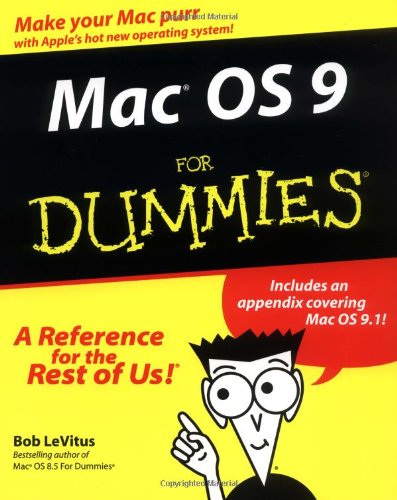 Make your Mac purr
with Apple's hot new operating system!
Mac® OS 9
FOR
DUMMIES®
Includes an
appendix covering
Mac OS 9.1!
A Reference
for the
Rest of Us!®
Bob LeVitus
Bestselling author of
Mac® OS 8.5 For Dummies®
Copyrighted Material